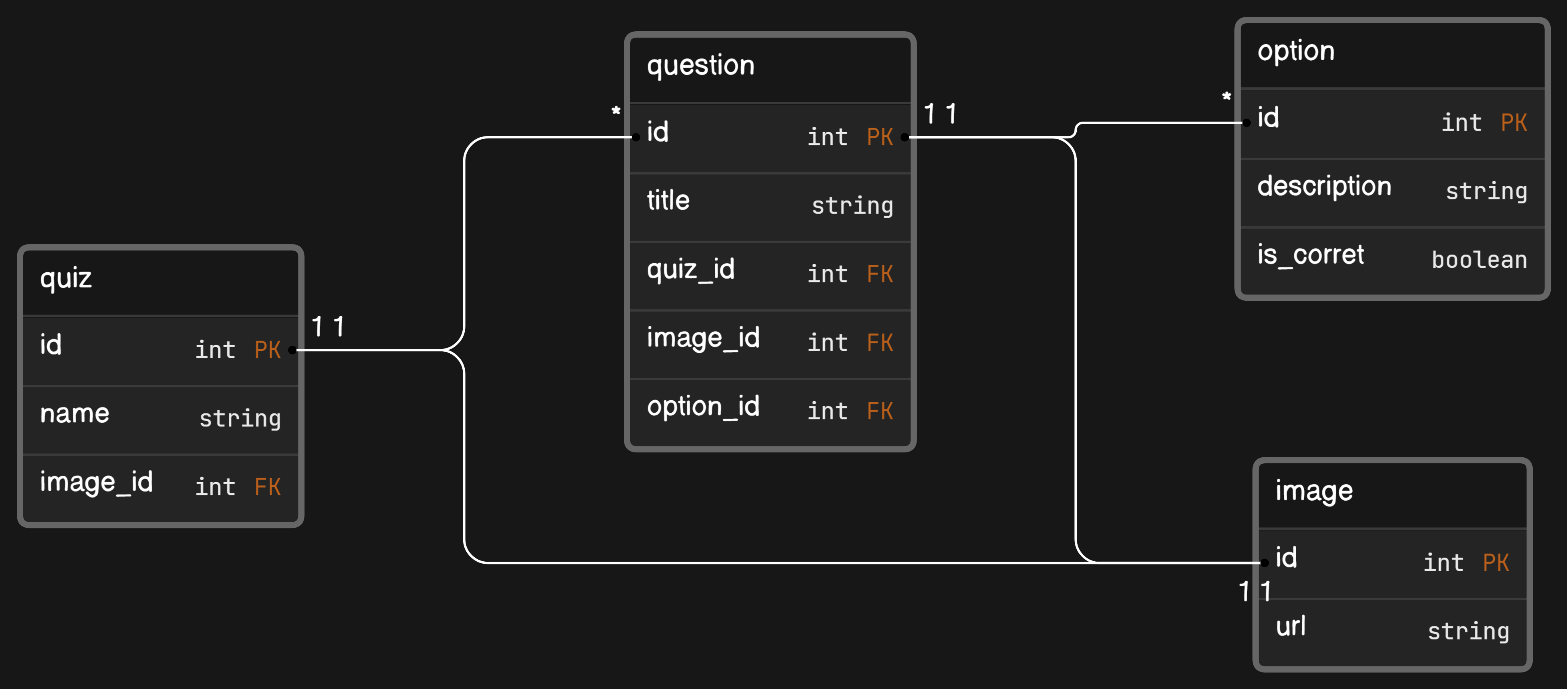 quiz
id int PK
name string
image_id int FK
1 1
*
question
id int PK
title string
quiz_id int FK
image_id int FK
option_id int FK
1 1
*
option
id int PK
description string
is_corret boolean
image
id int PK
1 1
url string